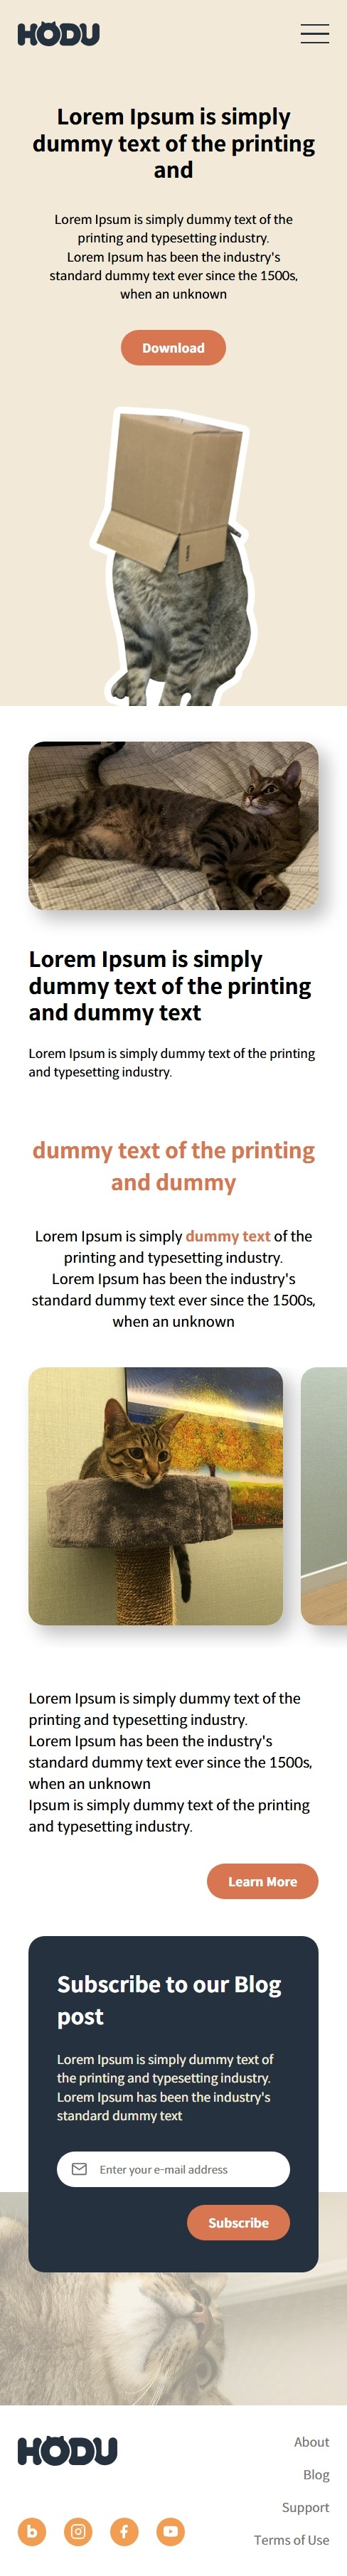 HODU
Lorem Ipsum is simply
dummy text of the printing
and
Lorem Ipsum is simply dummy text of the
printing and typesetting industry.
Lorem Ipsum has been the industry's
standard dummy text ever since the 1500s,
when an unknown
Download
Lorem Ipsum is simply
dummy text of the printing
and dummy text
Lorem Ipsum is simply dummy text of the printing
and typesetting industry.
dummy text of the printing
and dummy
Lorem Ipsum is simply dummy text of the
printing and typesetting industry.
Lorem Ipsum has been the industry's
standard dummy text ever since the 1500s,
when an unknown
Lorem Ipsum is simply dummy text of the
printing and typesetting industry.
Lorem Ipsum has been the industry's
standard dummy text ever since the 1500s,
when an unknown
Ipsum is simply dummy text of the printing
and typesetting industry.
Learn More
Subscribe to our Blog
post
Lorem Ipsum is simply dummy text of
the printing and typesetting industry.
Lorem Ipsum has been the industry's
standard dummy text
Enter your e-mail address
Subscribe
HODU
About
Blog
Support
Terms of Use